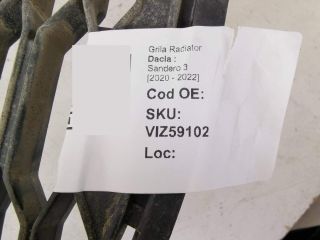 Grila Radiator
Dacia :
Sandero 3
[2020 - 2022]
Cod OE:
SKU:
VIZ59102
Loc: